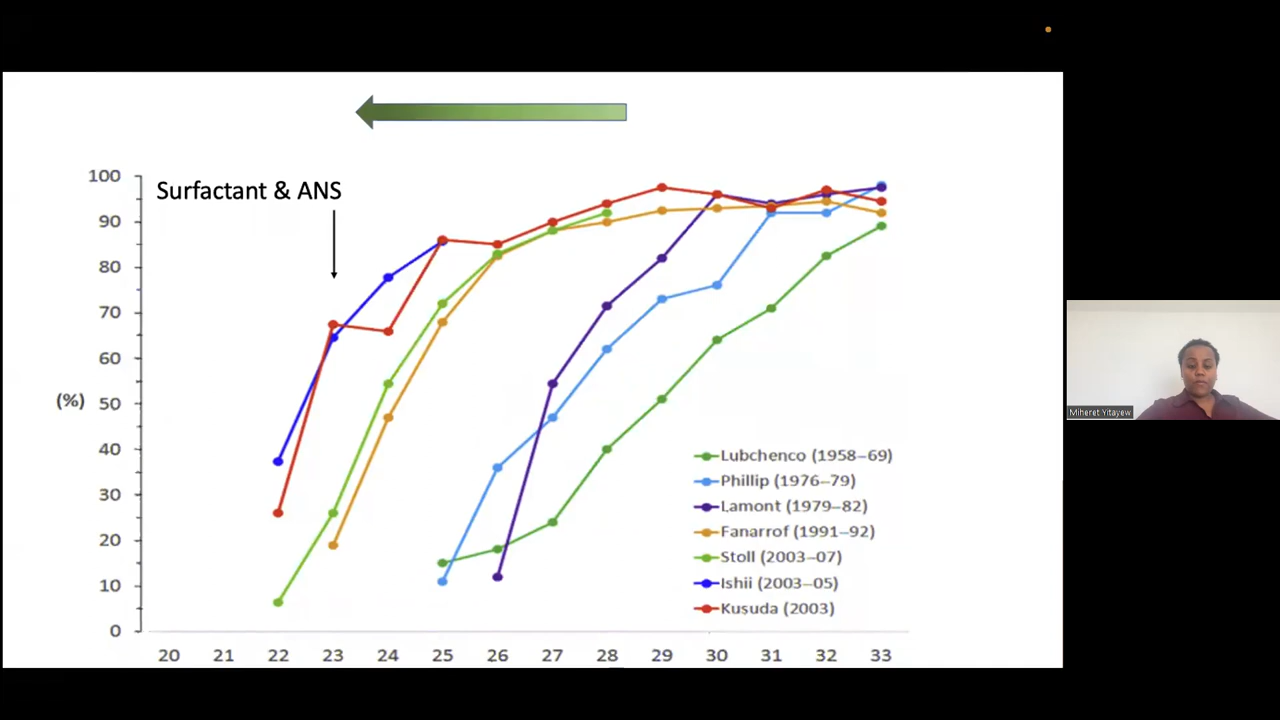 Surfactant & ANS
100
90
80
70
60
(%)
50
40
30
20
10
0
20 21 22 23 24 25 26 27 28 29 30 31 32 33
Lubchenco (1958–69)
Phillip (1976–79)
Lamont (1979–82)
Fanarrof (1991–92)
Stoll (2003–07)
Ishii (2003–05)
Kusuda (2003)
Miheret Yitayew